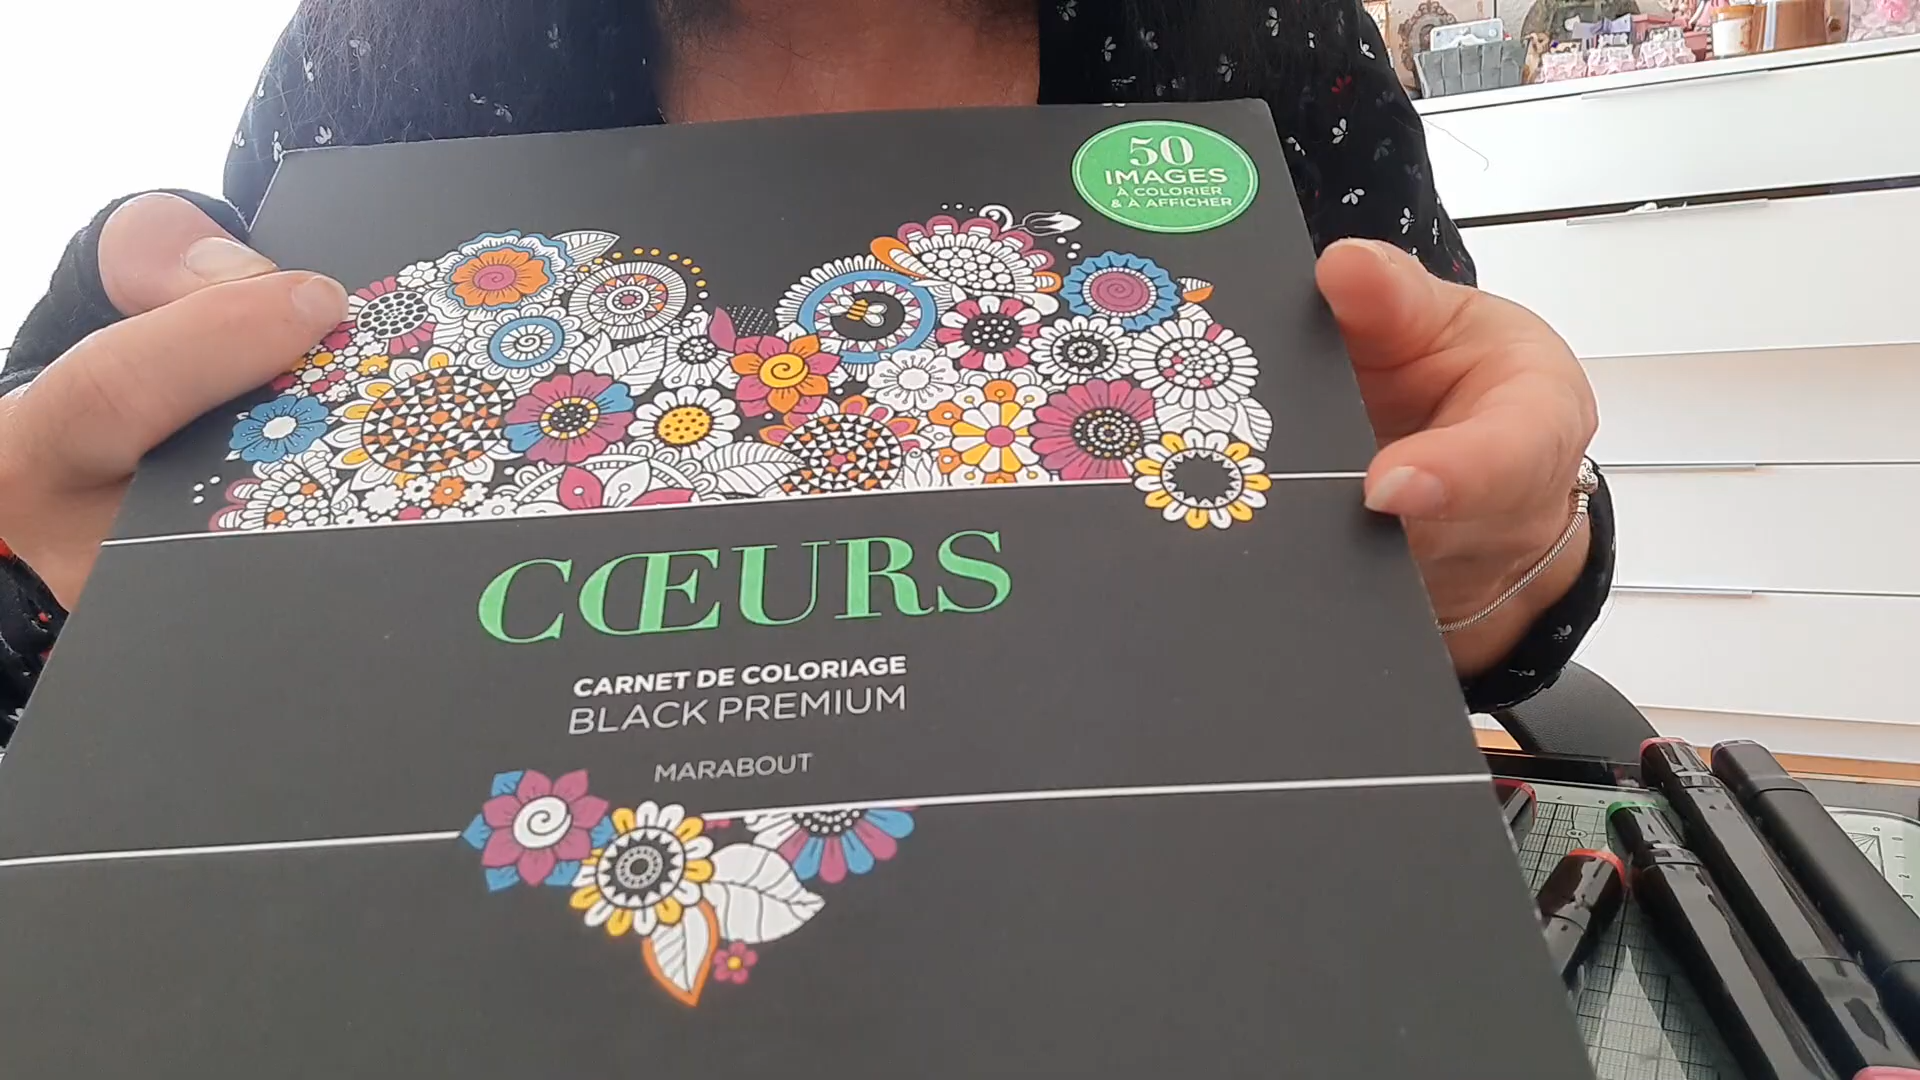 50
IMAGES
À COLORIER
& À AFFICHER
CŒURS
CARNET DE COLORIAGE
BLACK PREMIUM
MARABOUT